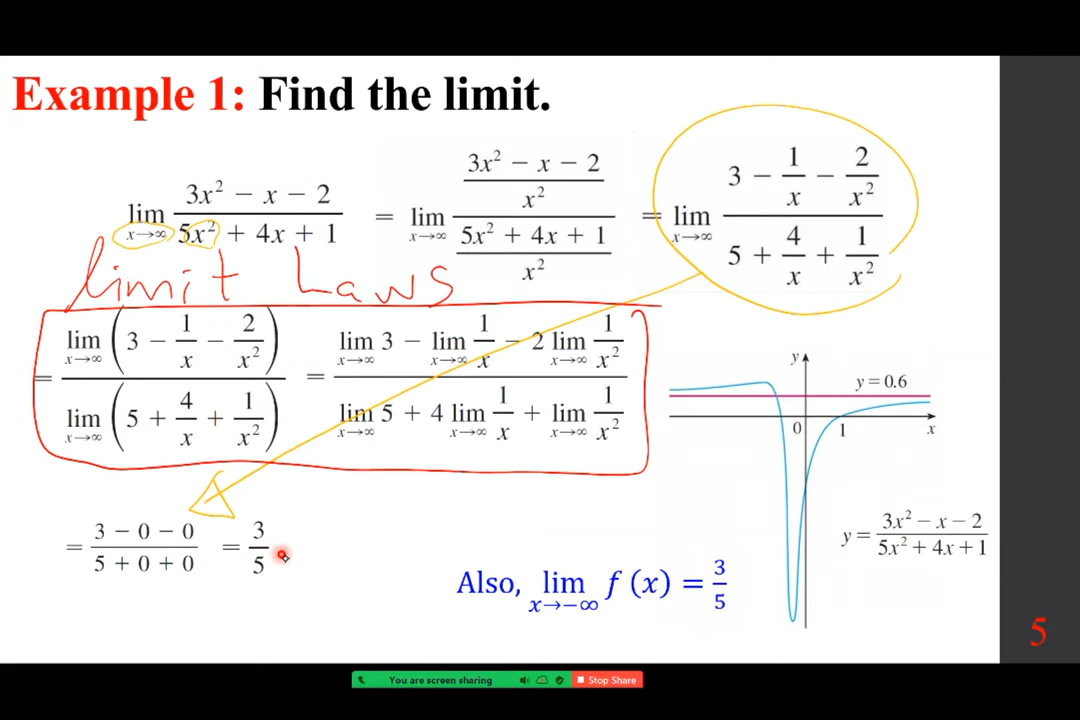 Example 1: Find the limit.
lim x→∞ (3x² − x − 2)/(5x² + 4x + 1) = lim x→∞ ((3x² − x − 2)/x²)/((5x² + 4x + 1)/x²) = lim x→∞ (3 − 1/x − 2/x²)/(5 + 4/x + 1/x²)
limit Laws
= (lim x→∞ (3 − 1/x − 2/x²))/(lim x→∞ (5 + 4/x + 1/x²)) = (lim x→∞ 3 − lim x→∞ 1/x − 2 lim x→∞ 1/x²)/(lim x→∞ 5 + 4 lim x→∞ 1/x + lim x→∞ 1/x²)
y
y = 0.6
0 1 x
= (3 − 0 − 0)/(5 + 0 + 0) = 3/5
y = (3x² − x − 2)/(5x² + 4x + 1)
Also, lim x→−∞ f (x) = 3/5
5
You are screen sharing
Stop Share